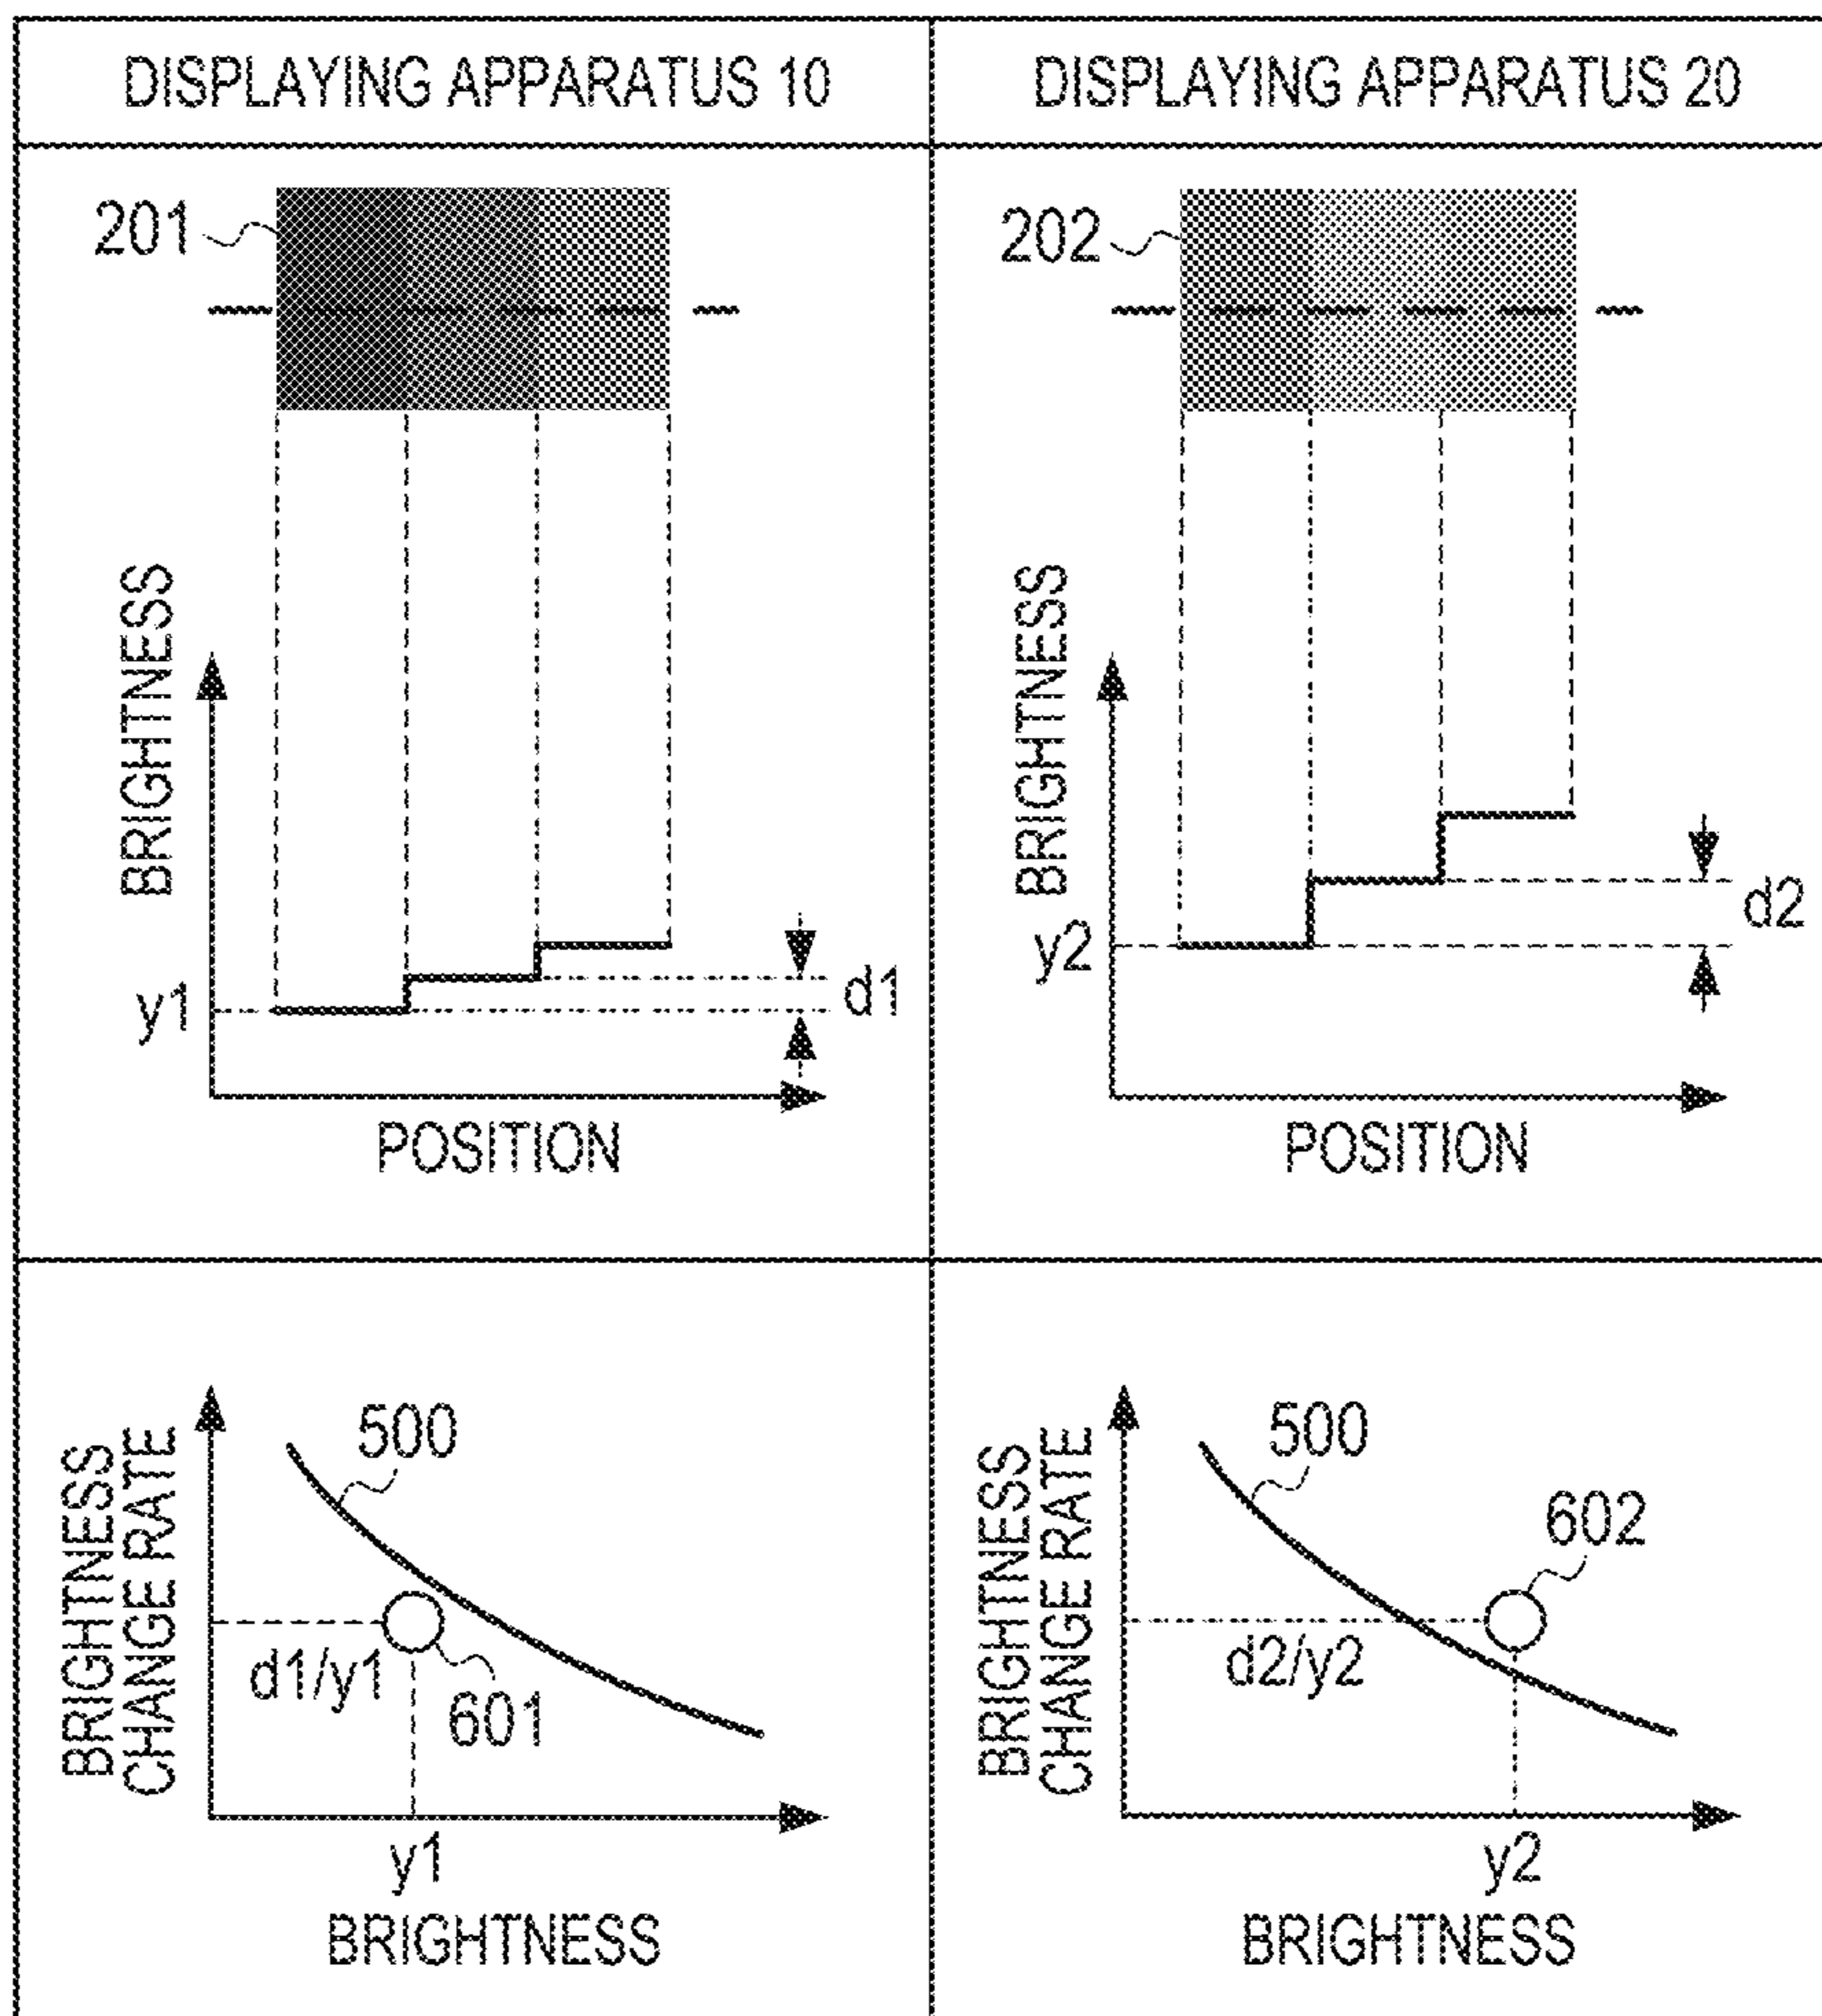 DISPLAYING APPARATUS 10
201
BRIGHTNESS
y1
d1
POSITION
DISPLAYING APPARATUS 20
202
BRIGHTNESS
y2
d2
POSITION
BRIGHTNESS
CHANGE RATE
500
d1/y1
601
y1
BRIGHTNESS
BRIGHTNESS
CHANGE RATE
500
602
d2/y2
y2
BRIGHTNESS